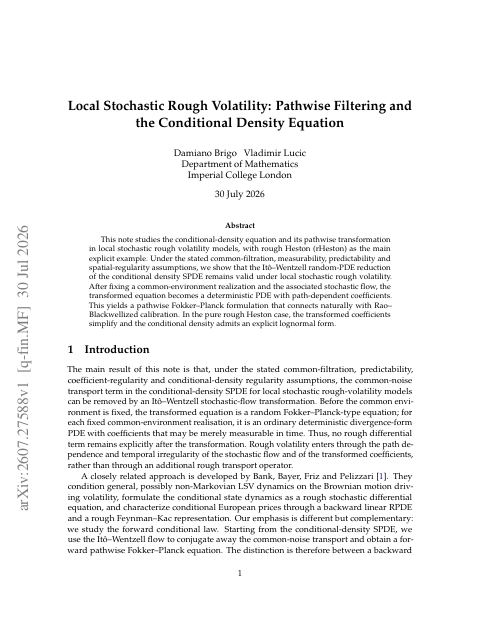 Local Stochastic Rough Volatility: Pathwise Filtering and
the Conditional Density Equation
Damiano Brigo Vladimir Lucic
Department of Mathematics
Imperial College London
30 July 2026
Abstract
This note studies the conditional-density equation and its pathwise transformation
in local stochastic rough volatility models, with rough Heston (rHeston) as the main
explicit example. Under the stated common-filtration, measurability, predictability and
spatial-regularity assumptions, we show that the Itô–Wentzell random-PDE reduction
of the conditional density SPDE remains valid under local stochastic rough volatility.
After fixing a common-environment realization and the associated stochastic flow, the
transformed equation becomes a deterministic PDE with path-dependent coefficients.
This yields a pathwise Fokker–Planck formulation that connects naturally with Rao–
Blackwellized calibration. In the pure rough Heston case, the transformed coefficients
simplify and the conditional density admits an explicit lognormal form.
1 Introduction
The main result of this note is that, under the stated common-filtration, predictability,
coefficient-regularity and conditional-density regularity assumptions, the common-noise
transport term in the conditional-density SPDE for local stochastic rough-volatility models
can be removed by an Itô–Wentzell stochastic-flow transformation. Before the common envi-
ronment is fixed, the transformed equation is a random Fokker–Planck-type equation; for
each fixed common-environment realisation, it is an ordinary deterministic divergence-form
PDE with coefficients that may be merely measurable in time. Thus, no rough differential
term remains explicitly after the transformation. Rough volatility enters through the path de-
pendence and temporal irregularity of the stochastic flow and of the transformed coefficients,
rather than through an additional rough transport operator.
A closely related approach is developed by Bank, Bayer, Friz and Pelizzari [1]. They
condition general, possibly non-Markovian LSV dynamics on the Brownian motion driv-
ing volatility, formulate the conditional state dynamics as a rough stochastic differential
equation, and characterize conditional European prices through a backward linear RPDE
and a rough Feynman–Kac representation. Our emphasis is different but complementary:
we study the forward conditional law. Starting from the conditional-density SPDE, we
use the Itô–Wentzell flow to conjugate away the common-noise transport and obtain a for-
ward pathwise Fokker–Planck equation. The distinction is therefore between a backward
1
arXiv:2607.27588v1 [q-fin.MF] 30 Jul 2026